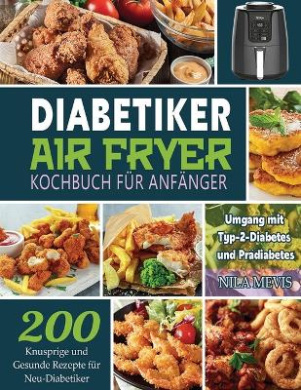 DIABETIKER
AIR FRYER
KOCHBUCH FÜR ANFÄNGER
Umgang mit
Typ-2-Diabetes
und Pradiabetes
NILA MEVIS
200
Knusprige und
Gesunde Rezepte für
Neu-Diabetiker